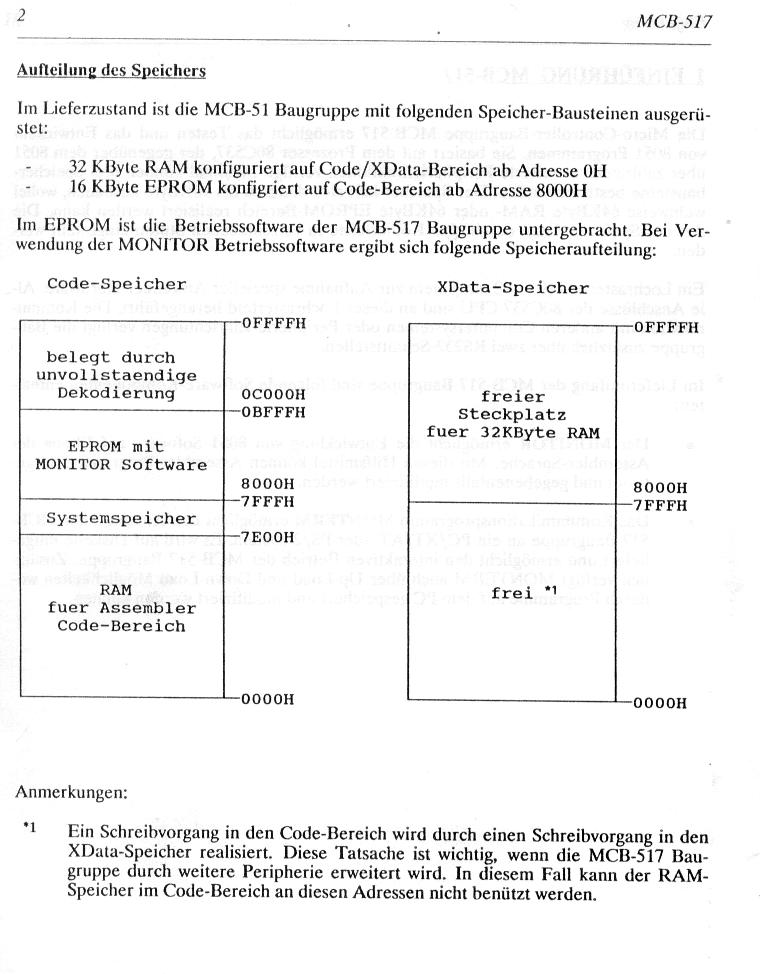 2 MCB-517
Aufteilung des Speichers
Im Lieferzustand ist die MCB-51 Baugruppe mit folgenden Speicher-Bausteinen ausgerü-
stet:
- 32 KByte RAM konfiguriert auf Code/XData-Bereich ab Adresse 0H
- 16 KByte EPROM konfigriert auf Code-Bereich ab Adresse 8000H
Im EPROM ist die Betriebssoftware der MCB-517 Baugruppe untergebracht. Bei Ver-
wendung der MONITOR Betriebssoftware ergibt sich folgende Speicheraufteilung:
Code-Speicher
0FFFFH
belegt durch
unvollstaendige
Dekodierung 0C000H
0BFFFH
EPROM mit
MONITOR Software
8000H
7FFFH
Systemspeicher
7E00H
RAM
fuer Assembler
Code-Bereich
0000H
XData-Speicher
0FFFFH
freier
Steckplatz
fuer 32KByte RAM
8000H
7FFFH
frei *1
0000H
Anmerkungen:
*1 Ein Schreibvorgang in den Code-Bereich wird durch einen Schreibvorgang in den
XData-Speicher realisiert. Diese Tatsache ist wichtig, wenn die MCB-517 Bau-
gruppe durch weitere Peripherie erweitert wird. In diesem Fall kann der RAM-
Speicher im Code-Bereich an diesen Adressen nicht benützt werden.